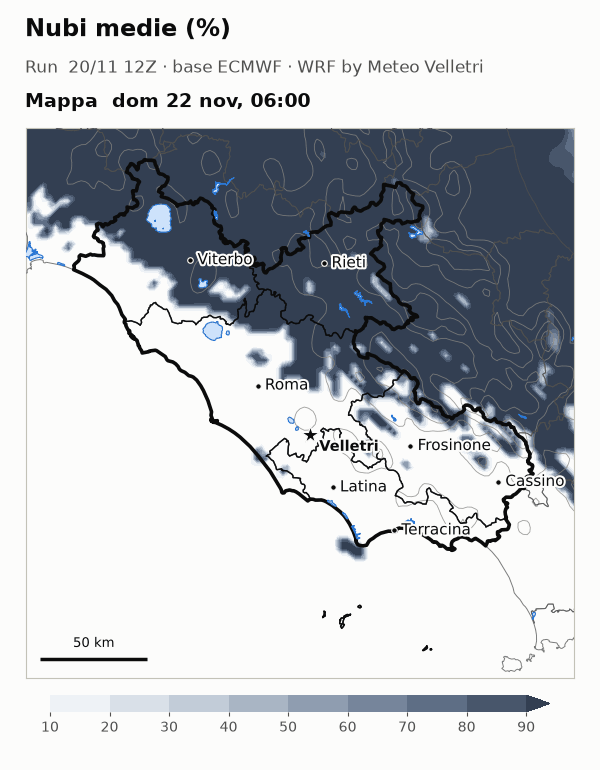 Nubi medie (%)
Run 20/11 12Z · base ECMWF · WRF by Meteo Velletri
Mappa dom 22 nov, 06:00
Viterbo
Rieti
Roma
Velletri
Frosinone
Latina
Cassino
Terracina
50 km
10 20 30 40 50 60 70 80 90